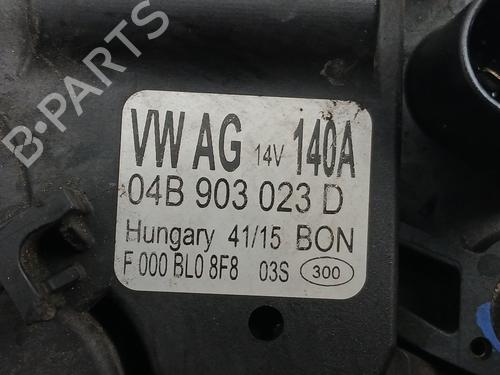 B-PARTS
VW AG 14V 140A
04B 903 023 D
Hungary 41/15 BON
F 000 BL0 8F8 03S 300